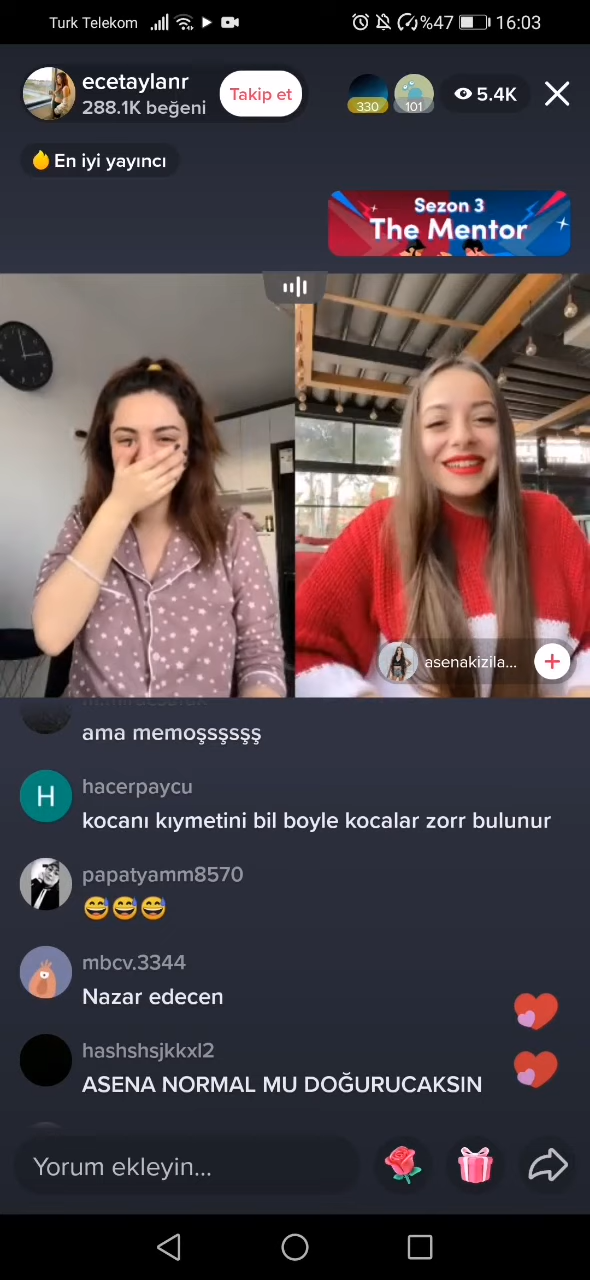 Turk Telekom %47 16:03
ecetaylanr
288.1K beğeni
Takip et
330
101
5.4K
En iyi yayıncı
Sezon 3
The Mentor
asenakizila...
ama memoşsşsşş
H
hacerpaycu
kocanı kıymetini bil boyle kocalar zorr bulunur
papatyamm8570
😅😅😅
mbcv.3344
Nazar edecen
hashshsjkkxl2
ASENA NORMAL MU DOĞURUCAKSIN
Yorum ekleyin...